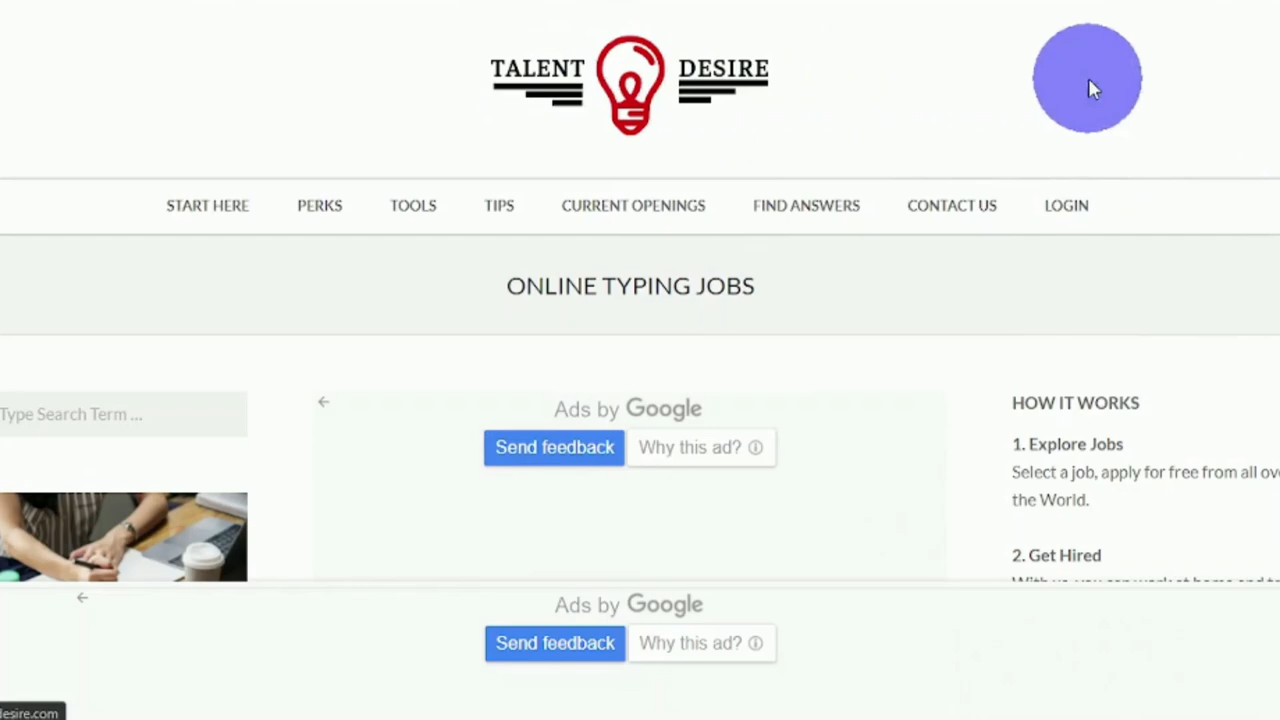 TALENT DESIRE
START HERE PERKS TOOLS TIPS CURRENT OPENINGS FIND ANSWERS CONTACT US LOGIN
ONLINE TYPING JOBS
Type Search Term ...
Ads by Google
Send feedback Why this ad?
HOW IT WORKS
1. Explore Jobs
Select a job, apply for free from all
the World.
2. Get Hired
With us, you can work at home and
Ads by Google
Send feedback Why this ad?
desire.com